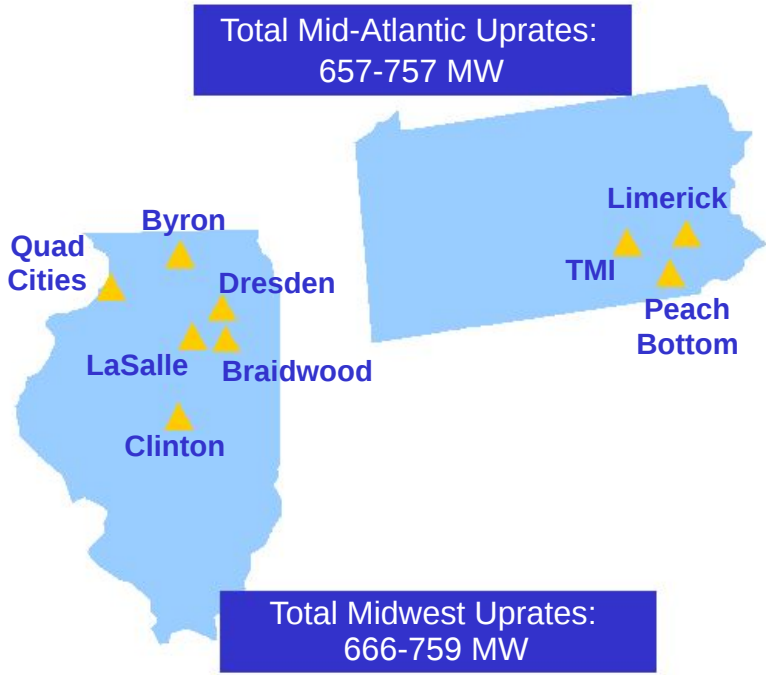 Total Mid-Atlantic Uprates:
657-757 MW
Limerick
TMI
Peach
Bottom
Byron
Quad
Cities
Dresden
LaSalle
Braidwood
Clinton
Total Midwest Uprates:
666-759 MW